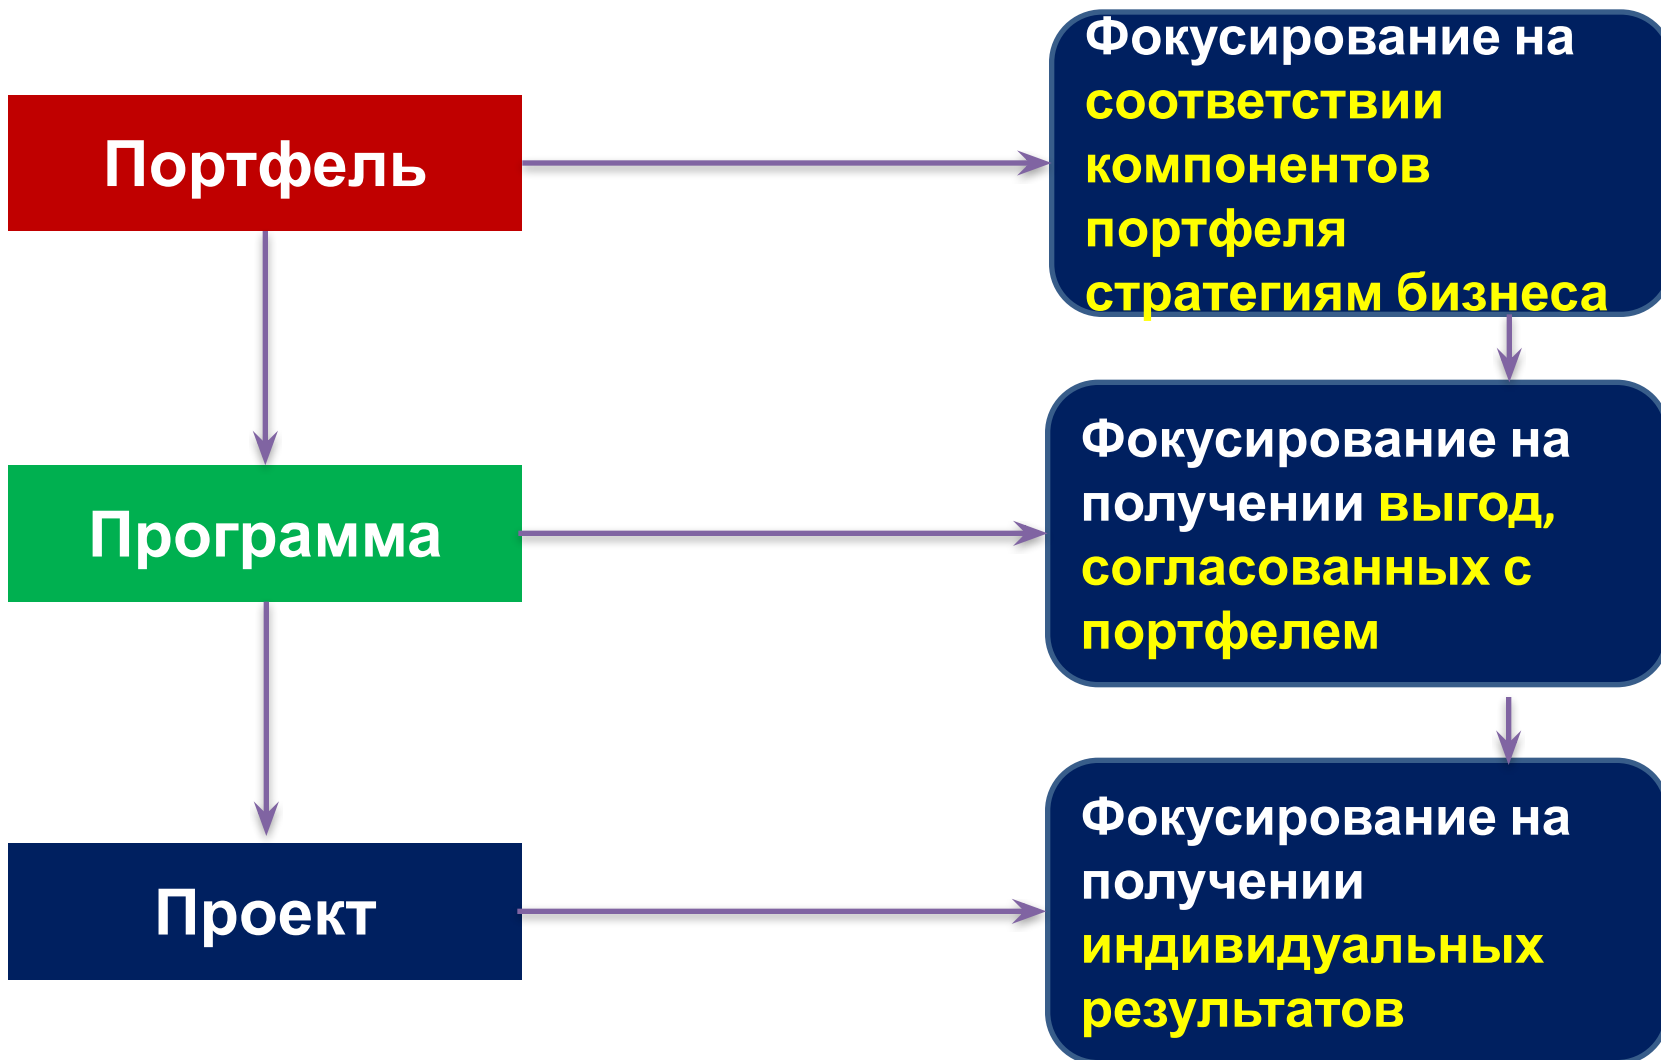 Портфель
Фокусирование на
соответствии
компонентов
портфеля
стратегиям бизнеса
Программа
Фокусирование на
получении выгод,
согласованных с
портфелем
Проект
Фокусирование на
получении
индивидуальных
результатов